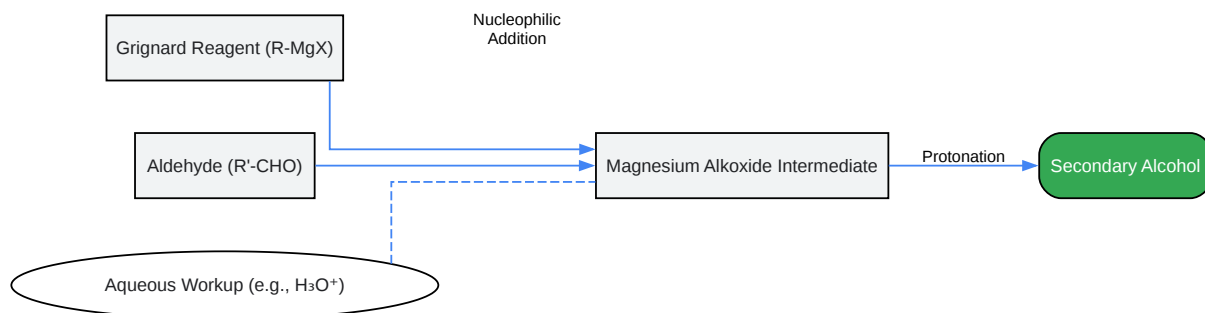 Nucleophilic
Addition
Grignard Reagent (R-MgX)
Aldehyde (R'-CHO)
Magnesium Alkoxide Intermediate
Protonation
Secondary Alcohol
Aqueous Workup (e.g., H₃O⁺)